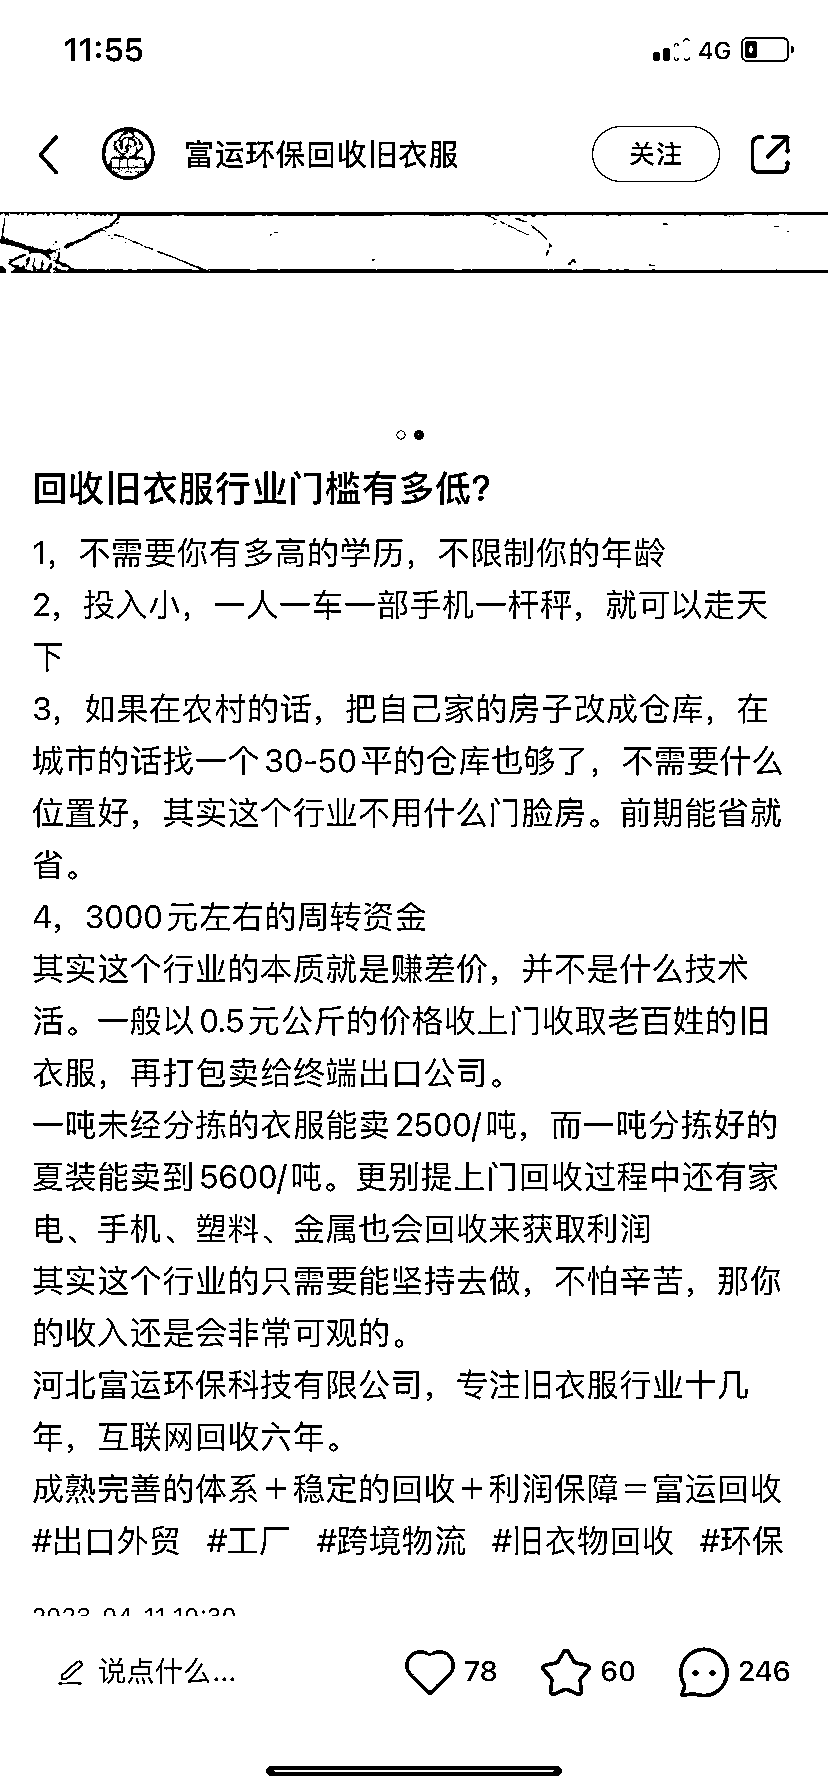 11:55
4G
富运环保回收旧衣服
关注
回收旧衣服行业门槛有多低?
1，不需要你有多高的学历，不限制你的年龄
2，投入小，一人一车一部手机一杆秤，就可以走天
下
3，如果在农村的话，把自己家的房子改成仓库，在
城市的话找一个30-50平的仓库也够了，不需要什么
位置好，其实这个行业不用什么门脸房。前期能省就
省。
4，3000元左右的周转资金
其实这个行业的本质就是赚差价，并不是什么技术
活。一般以0.5元公斤的价格收上门收取老百姓的旧
衣服，再打包卖给终端出口公司。
一吨未经分拣的衣服能卖2500/吨，而一吨分拣好的
夏装能卖到5600/吨。更别提上门回收过程中还有家
电、手机、塑料、金属也会回收来获取利润
其实这个行业的只需要能坚持去做，不怕辛苦，那你
的收入还是会非常可观的。
河北富运环保科技有限公司，专注旧衣服行业十几
年，互联网回收六年。
成熟完善的体系＋稳定的回收＋利润保障＝富运回收
#出口外贸 #工厂 #跨境物流 #旧衣物回收 #环保
说点什么...
78
60
246